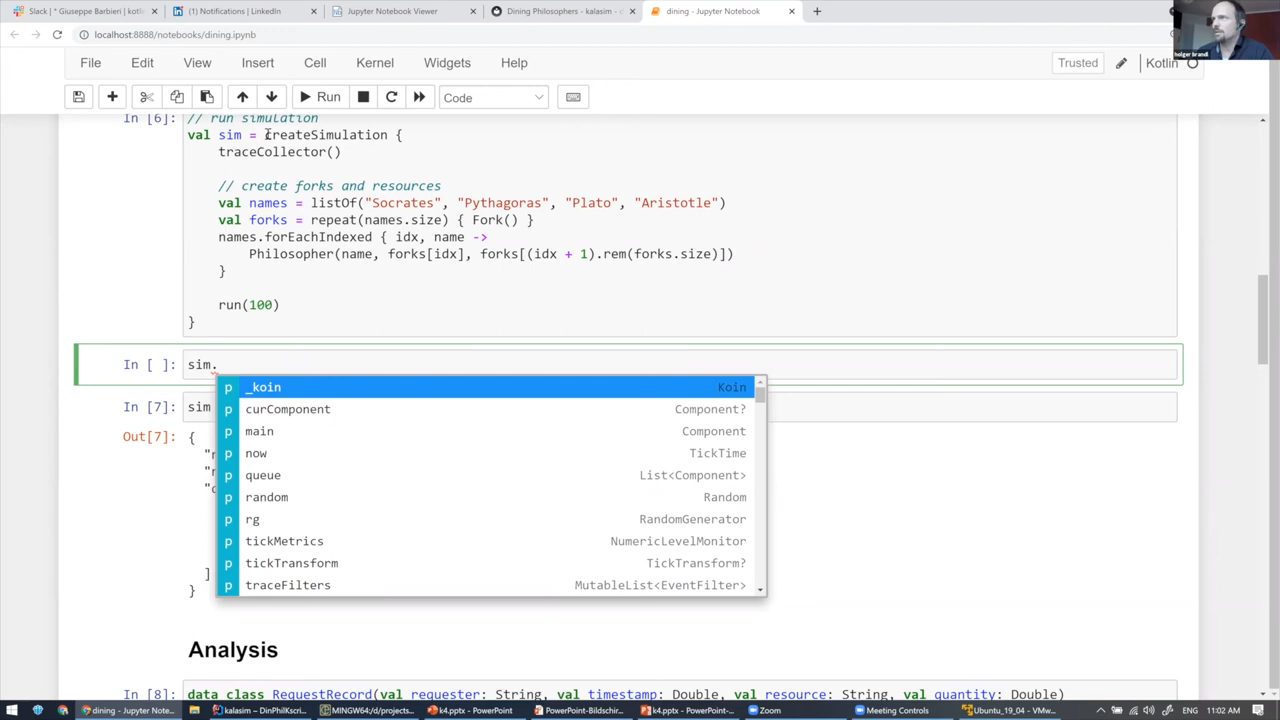 Slack | * Giuseppe Barbieri | kotli
(1) Notifications | LinkedIn
Jupyter Notebook Viewer
Dining Philosophers - kalasim -
dining - Jupyter Notebook
localhost:8888/notebooks/dining.ipynb
holger brandl
File Edit View Insert Cell Kernel Widgets Help
Trusted
Kotlin
Run
Code
In [6]: // run simulation
val sim = createSimulation {
traceCollector()
// create forks and resources
val names = listOf("Socrates", "Pythagoras", "Plato", "Aristotle")
val forks = repeat(names.size) { Fork() }
names.forEachIndexed { idx, name ->
Philosopher(name, forks[idx], forks[(idx + 1).rem(forks.size)])
}
run(100)
}
In [ ]: sim.
p _koin Koin
p curComponent Component?
p main Component
p now TickTime
p queue List<Component>
p random Random
p rg RandomGenerator
p tickMetrics NumericLevelMonitor
p tickTransform TickTransform?
p traceFilters MutableList<EventFilter>
In [7]: sim
Out[7]: {
]
}
Analysis
In [8]: data class RequestRecord(val requester: String, val timestamp: Double, val resource: String, val quantity: Double)
dining - Jupyter Note...
kalasim – DinPhilKscri...
MINGW64:/d/projects...
k4.pptx - PowerPoint
PowerPoint-Bildschir...
k4.pptx - PowerPoint-...
Zoom
Meeting Controls
Ubuntu_19_04 - VMw...
11:02 AM